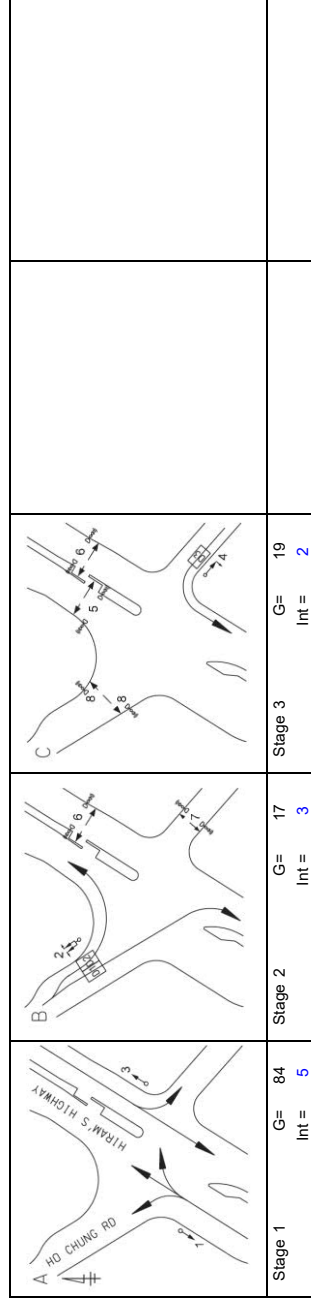 A
HO CHUNG RD
HIRAM'S HIGHWAY
1
3
B
2
6
7
C
8
8
5
6
4
Stage 1 G= 84
Int = 5
Stage 2 G= 17
Int = 3
Stage 3 G= 19
Int = 2